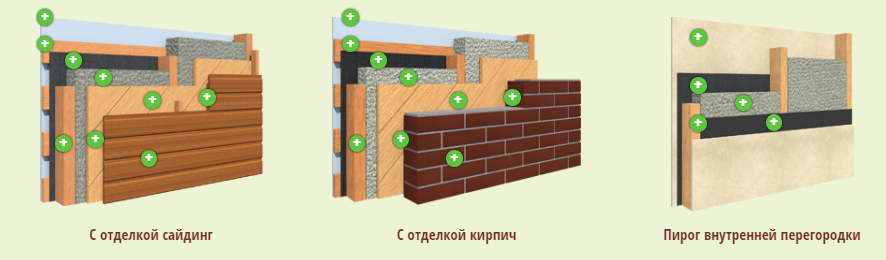 С отделкой сайдинг
С отделкой кирпич
Пирог внутренней перегородки